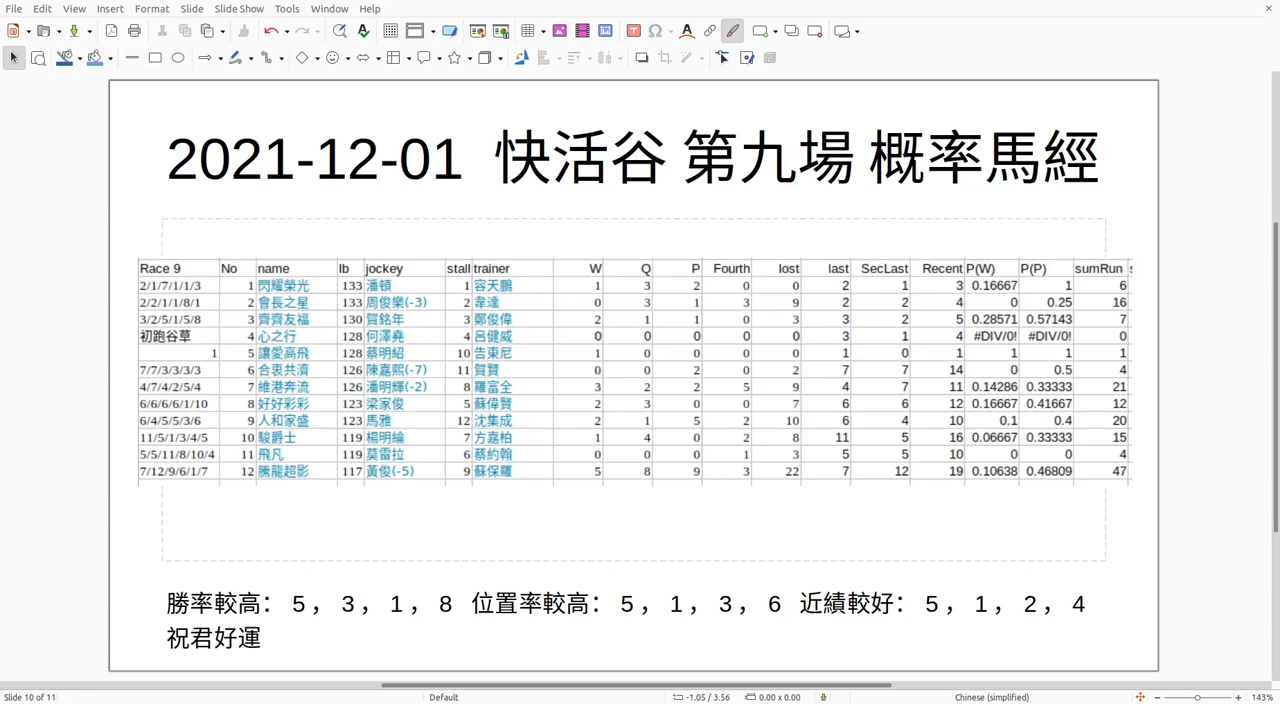 File Edit View Insert Format Slide Slide Show Tools Window Help
2021-12-01 快活谷 第九場 概率馬經
Race 9 No name lb jockey stall trainer W Q P Fourth lost last SecLast Recent P(W) P(P) sumRun
2/1/7/1/1/3 1 閃耀榮光 133 潘頓 1 容天鵬 1 3 2 0 0 2 1 3 0.16667 1 6
2/2/1/1/8/1 2 會長之星 133 周俊樂(-3) 2 韋達 0 3 1 3 9 2 2 4 0 0.25 16
3/2/5/1/5/8 3 齊齊友福 130 賀銘年 3 鄭俊偉 2 1 1 0 3 3 2 5 0.28571 0.57143 7
初跑谷草 4 心之行 128 何澤堯 4 呂健威 0 0 0 0 0 3 1 4 #DIV/0! #DIV/0! 0
1 5 讓愛高飛 128 蔡明紹 10 告東尼 1 0 0 0 0 1 0 1 1 1 1
7/7/3/3/3/3 6 合衷共濟 126 陳嘉熙(-7) 11 賀賢 0 0 2 0 2 7 7 14 0 0.5 4
4/7/4/2/5/4 7 維港奔流 126 潘明輝(-2) 8 羅富全 3 2 2 5 9 4 7 11 0.14286 0.33333 21
6/6/6/6/1/10 8 好好彩彩 123 梁家俊 5 蘇偉賢 2 3 0 0 7 6 6 12 0.16667 0.41667 12
6/4/5/5/3/6 9 人和家盛 123 馬雅 12 沈集成 2 1 5 2 10 6 4 10 0.1 0.4 20
11/5/1/3/4/5 10 駿爵士 119 楊明綸 7 方嘉柏 1 4 0 2 8 11 5 16 0.06667 0.33333 15
5/5/11/8/10/4 11 飛凡 119 莫雷拉 6 蔡約翰 0 0 0 1 3 5 5 10 0 0 4
7/12/9/6/1/7 12 騰龍超影 117 黃俊(-5) 9 蘇保羅 5 8 9 3 22 7 12 19 0.10638 0.46809 47
勝率較高： 5 ， 3 ， 1 ， 8 位置率較高： 5 ， 1 ， 3 ， 6 近績較好： 5 ， 1 ， 2 ， 4
祝君好運
Slide 10 of 11 Default -1.05 / 3.56 0.00 x 0.00 Chinese (simplified) 143%